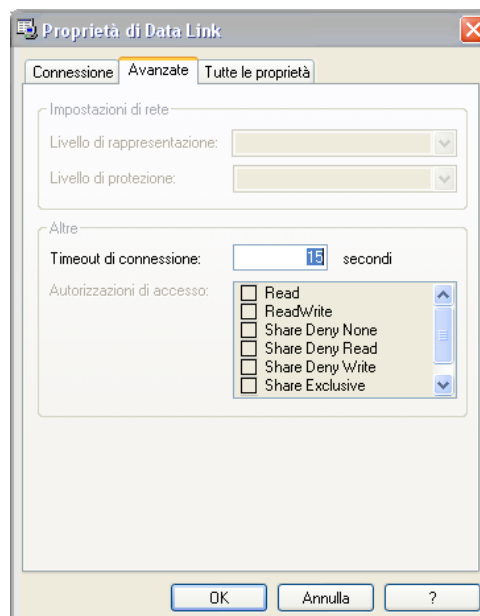 Proprietà di Data Link
Connessione Avanzate Tutte le proprietà
Impostazioni di rete
Livello di rappresentazione:
Livello di protezione:
Altre
Timeout di connessione: 15 secondi
Autorizzazioni di accesso: Read
ReadWrite
Share Deny None
Share Deny Read
Share Deny Write
Share Exclusive
OK Annulla ?